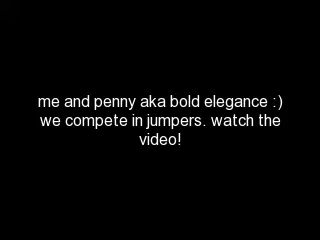 me and penny aka bold elegance :)
we compete in jumpers. watch the
video!